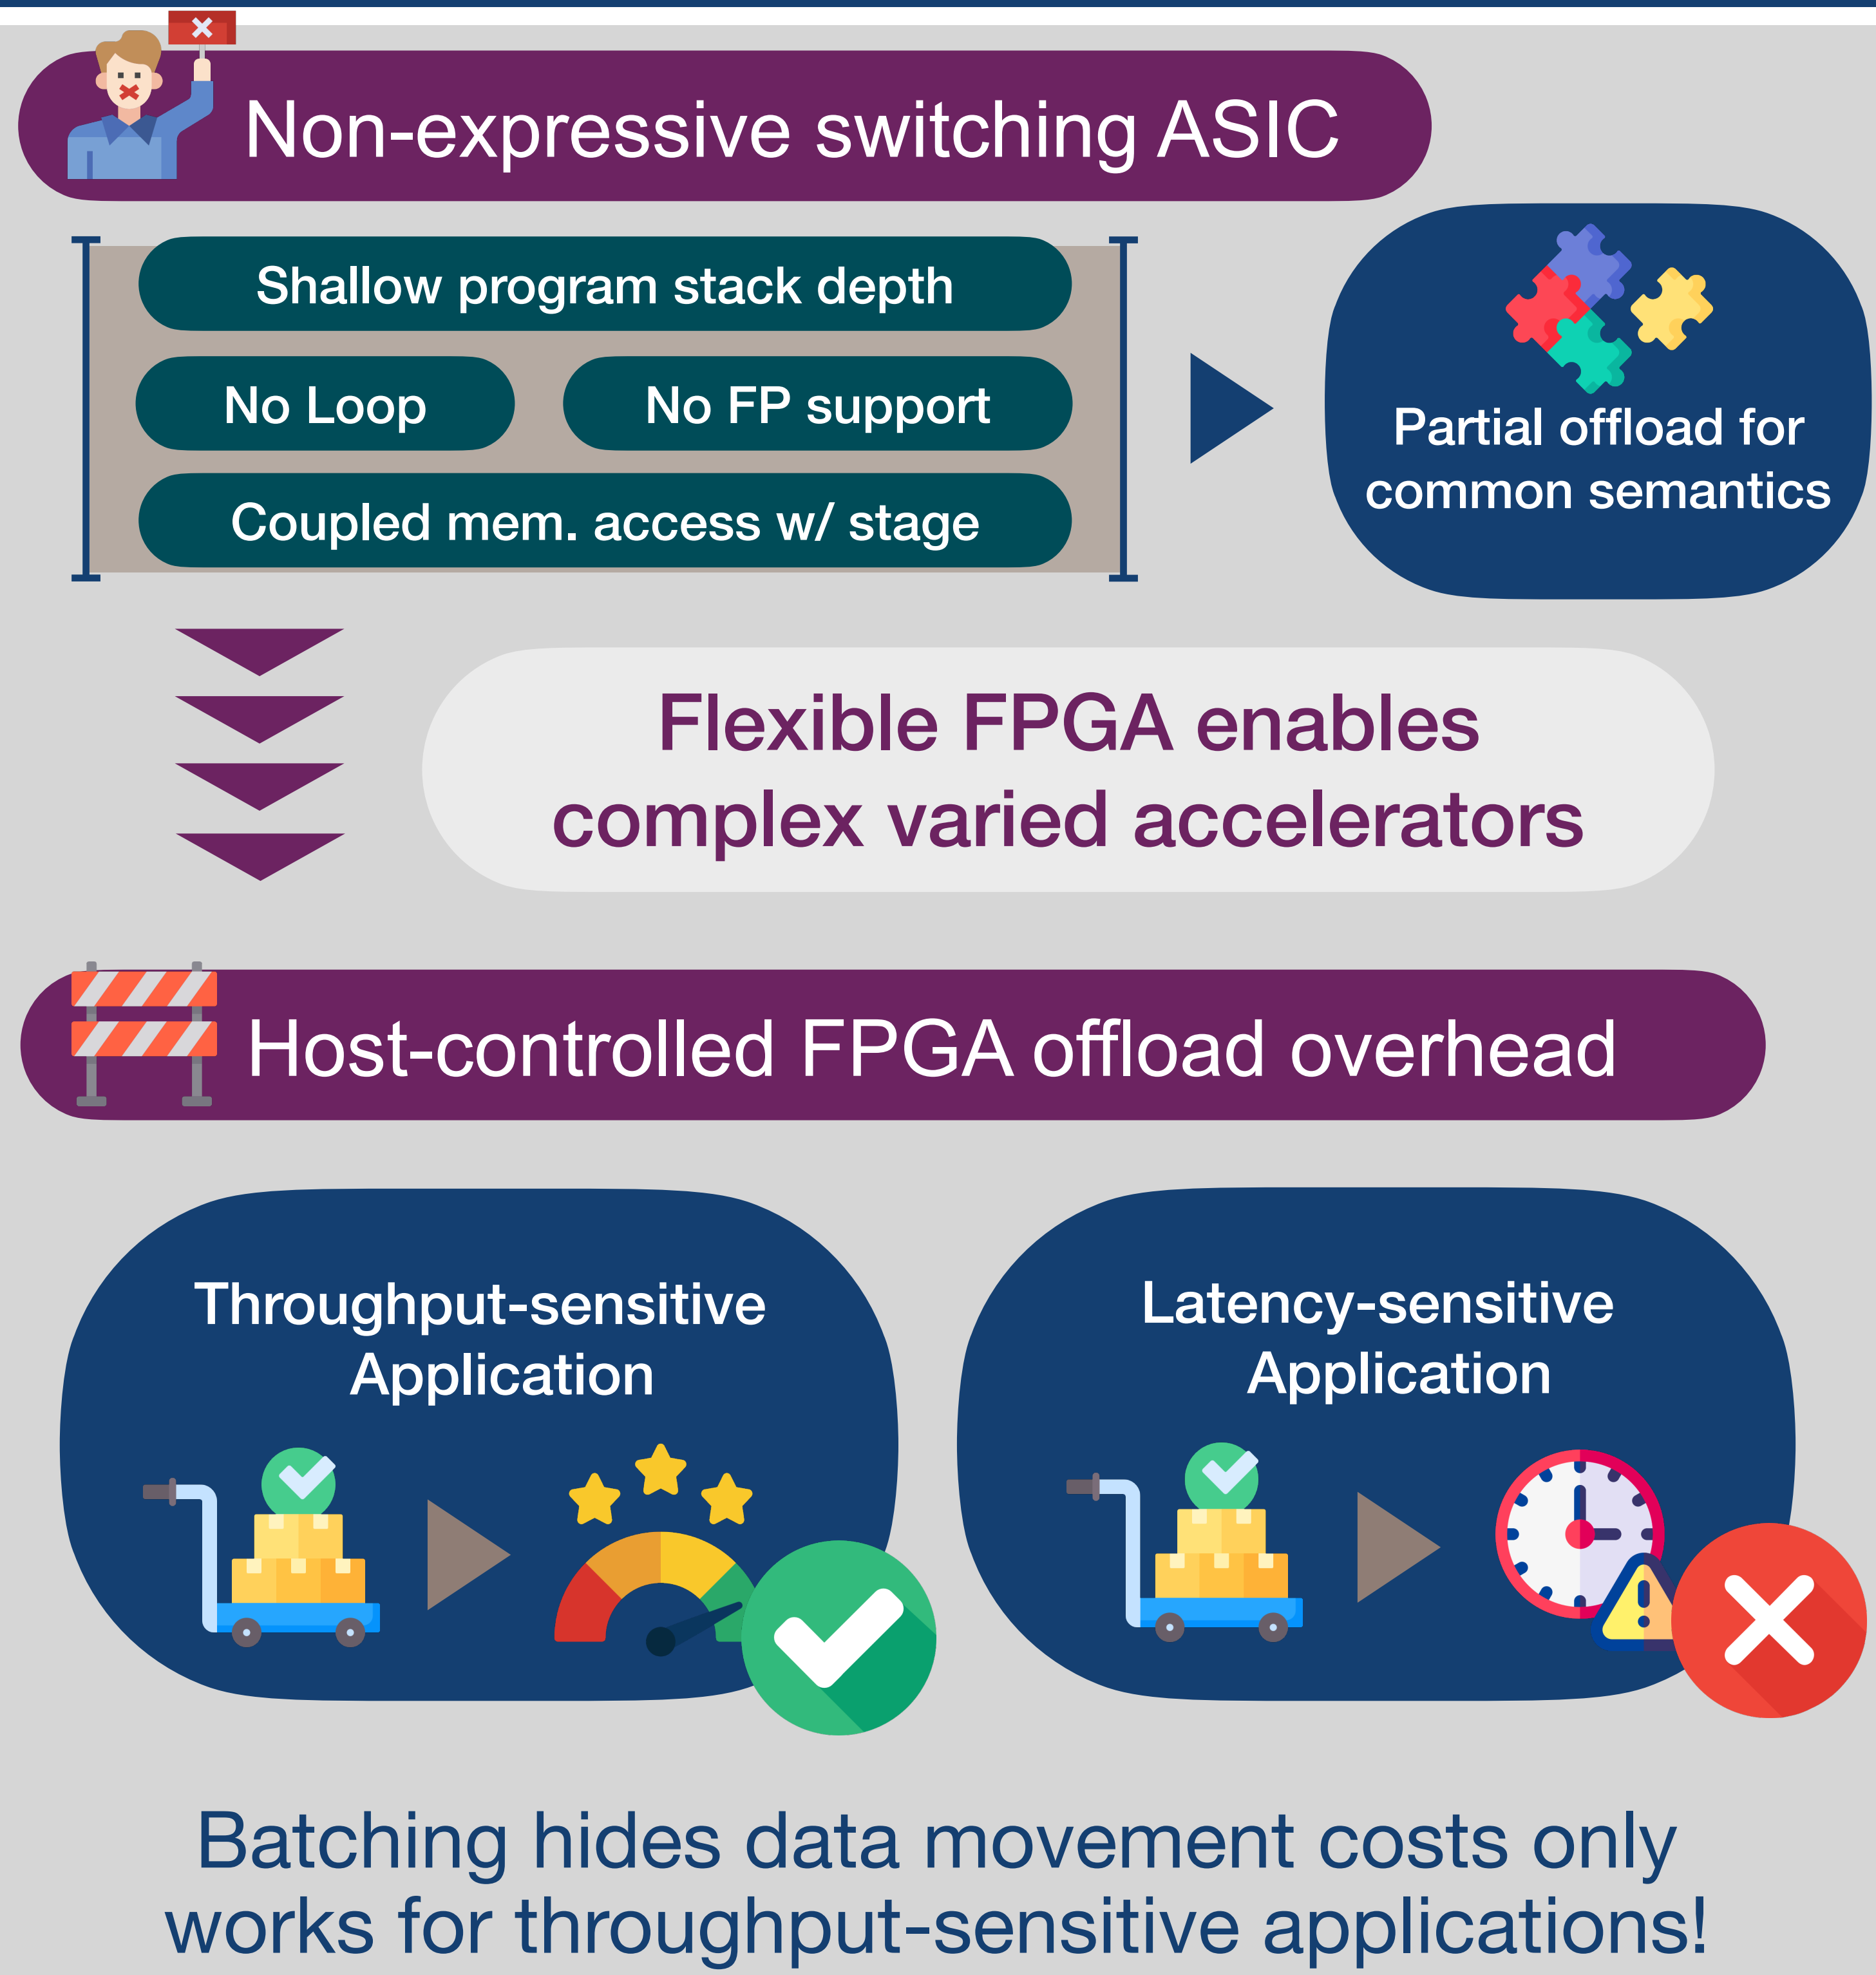 Non-expressive switching ASIC
Shallow program stack depth
No Loop
No FP support
Coupled mem. access w/ stage
Partial offload for
common semantics
Flexible FPGA enables
complex varied accelerators
Host-controlled FPGA offload overhead
Throughput-sensitive
Application
Latency-sensitive
Application
Batching hides data movement costs only
works for throughput-sensitive applications!